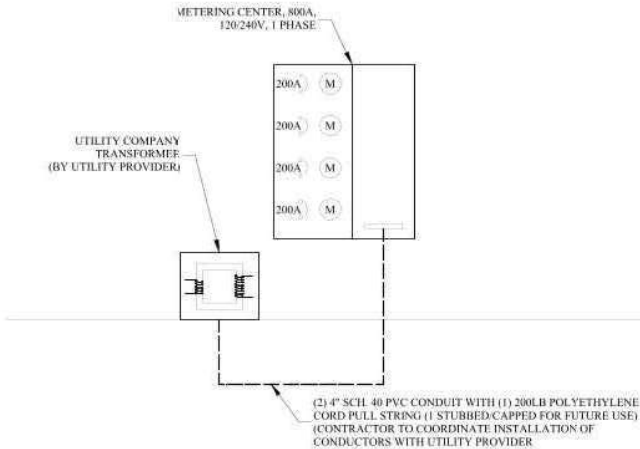 METERING CENTER, 800A,
120/240V, 1 PHASE
200A M
200A M
200A M
200A M
UTILITY COMPANY
TRANSFORMER
(BY UTILITY PROVIDER)
(2) 4" SCH. 40 PVC CONDUIT WITH (1) 200LB POLYETHYLENE
CORD PULL STRING (1 STUBBED/CAPPED FOR FUTURE USE)
(CONTRACTOR TO COORDINATE INSTALLATION OF
CONDUCTORS WITH UTILITY PROVIDER